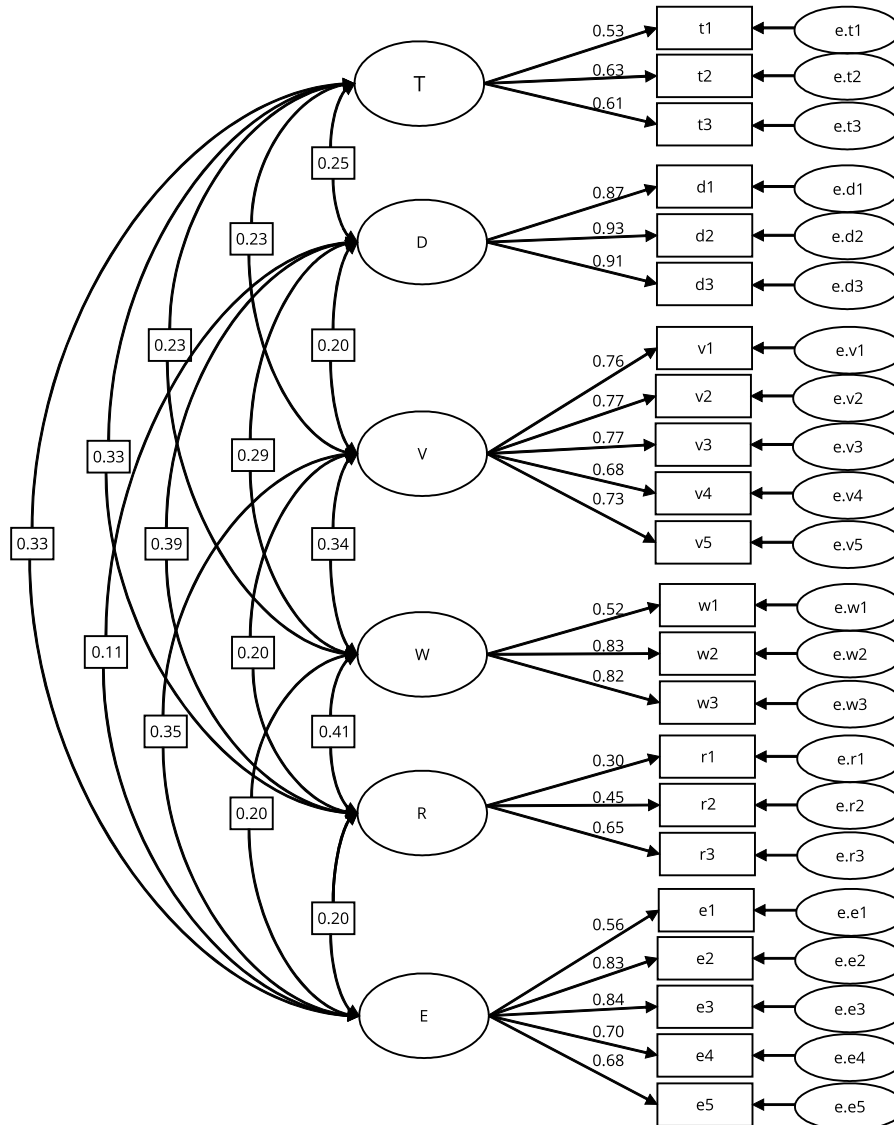 t1
e.t1
0.53
T
0.63
t2
e.t2
0.61
t3
e.t3
0.25
0.87
d1
e.d1
0.23
D
0.93
d2
e.d2
0.91
d3
e.d3
0.23
0.20
0.76
v1
e.v1
0.77
v2
e.v2
0.33
0.29
V
0.77
v3
e.v3
0.68
v4
e.v4
0.73
v5
e.v5
0.33
0.39
0.34
0.52
w1
e.w1
0.11
0.20
W
0.83
w2
e.w2
0.82
w3
e.w3
0.35
0.41
0.30
r1
e.r1
0.20
R
0.45
r2
e.r2
0.65
r3
e.r3
0.20
0.56
e1
e.e1
0.83
e2
e.e2
E
0.84
e3
e.e3
0.70
e4
e.e4
0.68
e5
e.e5